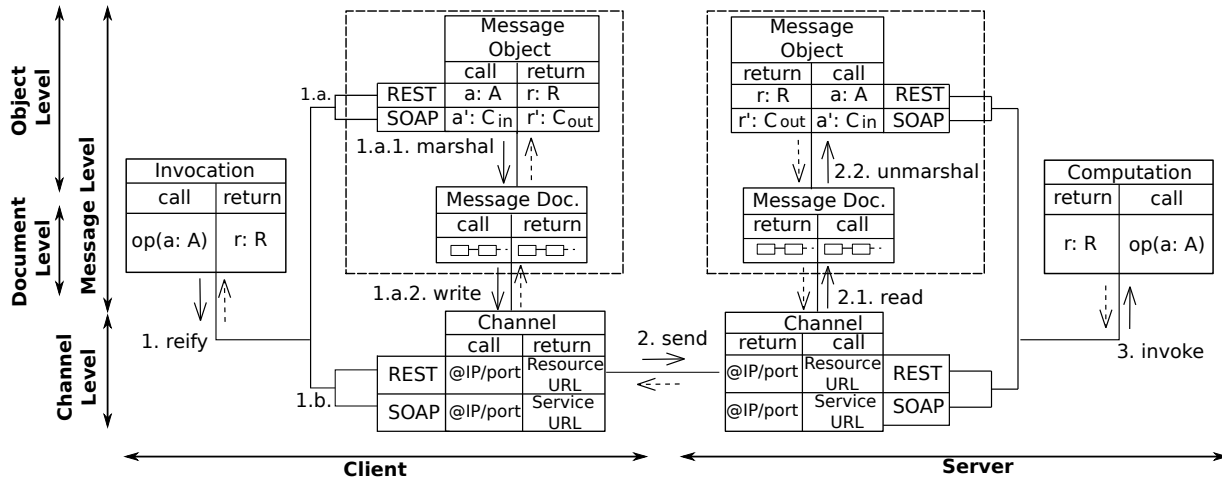 Object
Level
Document
Level
Message Level
Channel
Level
Invocation
call return
op(a: A) r: R
1. reify
1.a.
1.b.
Message
Object
call return
REST a: A r: R
SOAP a': C in r': C out
1.a.1. marshal
Message Doc.
call return
1.a.2. write
Channel
call return
REST @IP/port Resource
URL
SOAP @IP/port Service
URL
2. send
Message
Object
return call
r: R a: A REST
r': C out a': C in SOAP
2.2. unmarshal
Message Doc.
return call
2.1. read
Channel
return call
@IP/port Resource
URL REST
@IP/port Service
URL SOAP
Computation
return call
r: R op(a: A)
3. invoke
Client
Server